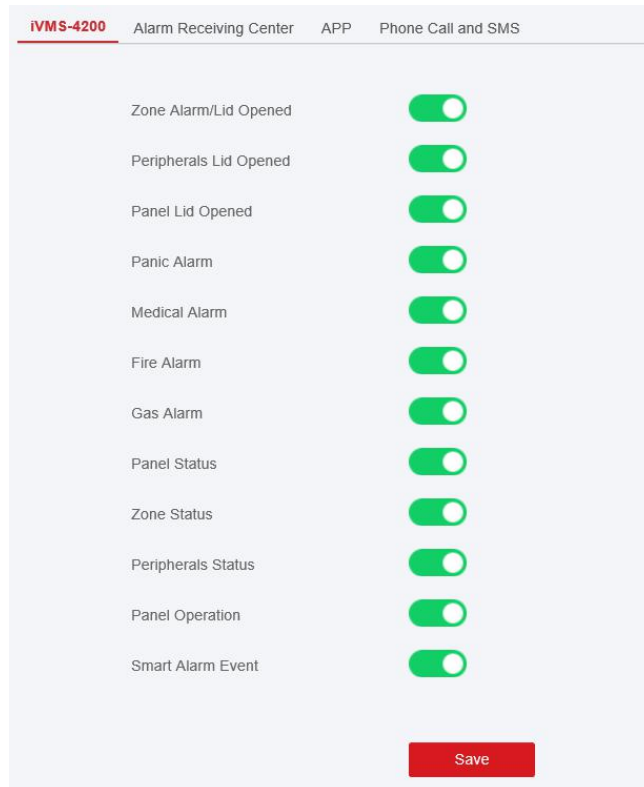 iVMS-4200 Alarm Receiving Center APP Phone Call and SMS
Zone Alarm/Lid Opened
Peripherals Lid Opened
Panel Lid Opened
Panic Alarm
Medical Alarm
Fire Alarm
Gas Alarm
Panel Status
Zone Status
Peripherals Status
Panel Operation
Smart Alarm Event
Save